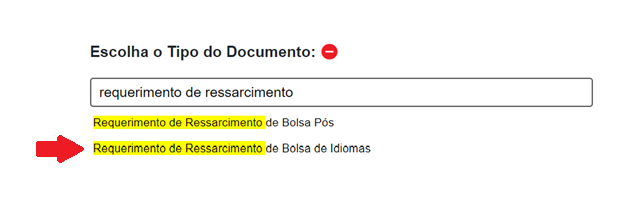 Escolha o Tipo do Documento:
requerimento de ressarcimento
Requerimento de Ressarcimento de Bolsa Pós
Requerimento de Ressarcimento de Bolsa de Idiomas